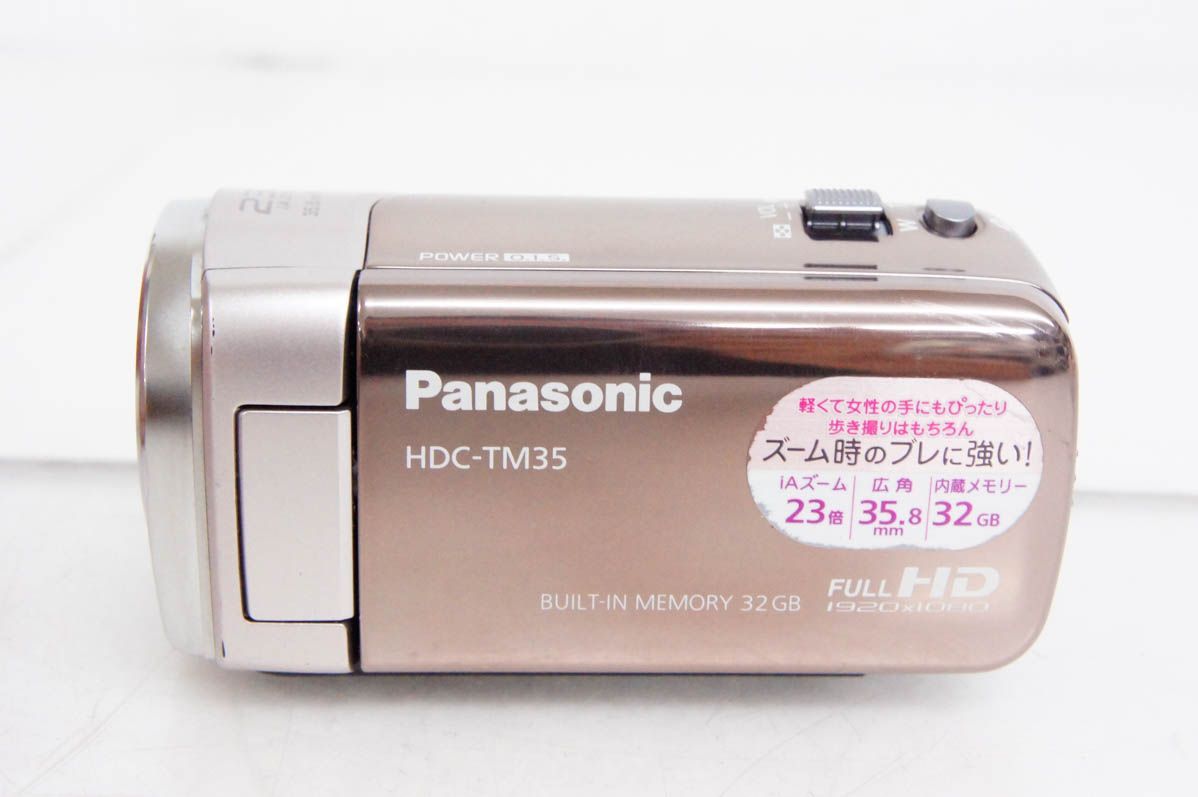 POWER O.I.S.
VOL
W
Panasonic
HDC-TM35
軽くて女性の手にもぴったり
歩き撮りはもちろん
ズーム時のブレに強い!
iAズーム 広角 内蔵メモリー
23倍 35.8mm 32GB
BUILT-IN MEMORY 32GB
FULL HD
1920x1080